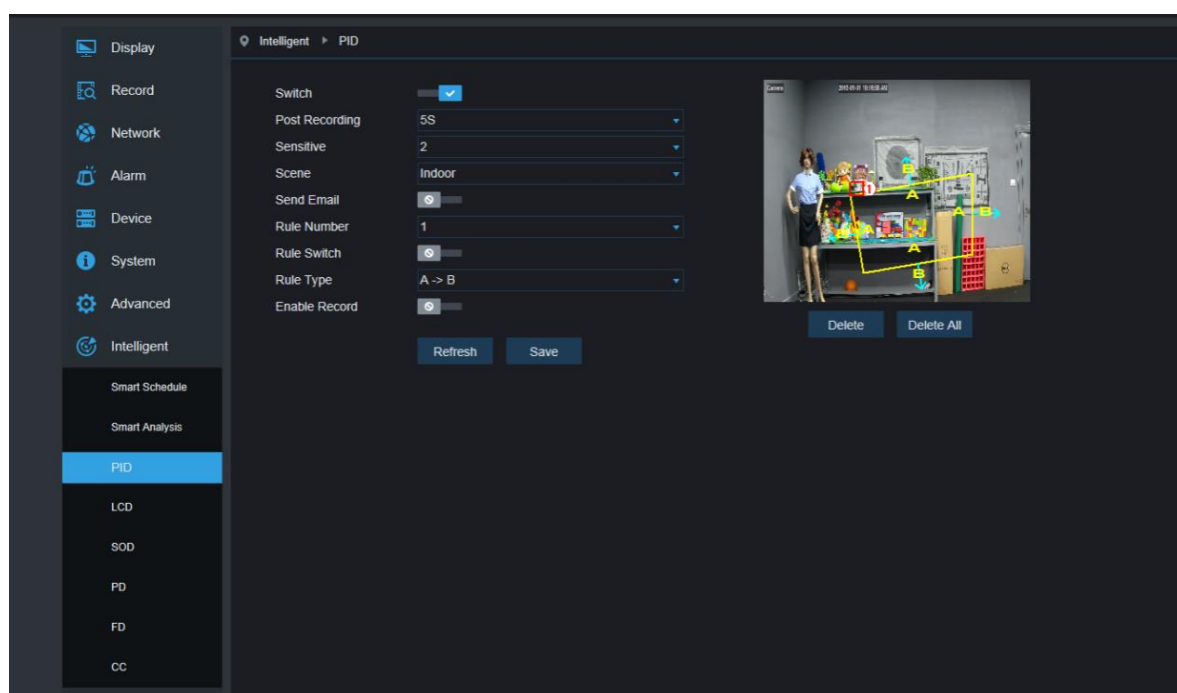 Intelligent ▸ PID
Display
Record
Network
Alarm
Device
System
Advanced
Intelligent
Smart Schedule
Smart Analysis
PID
LCD
SOD
PD
FD
CC
Switch
Post Recording 5S
Sensitive 2
Scene Indoor
Send Email
Rule Number 1
Rule Switch
Rule Type A -> B
Enable Record
Refresh Save
Camera
B
1
A
A B
B A
A
B
Delete Delete All